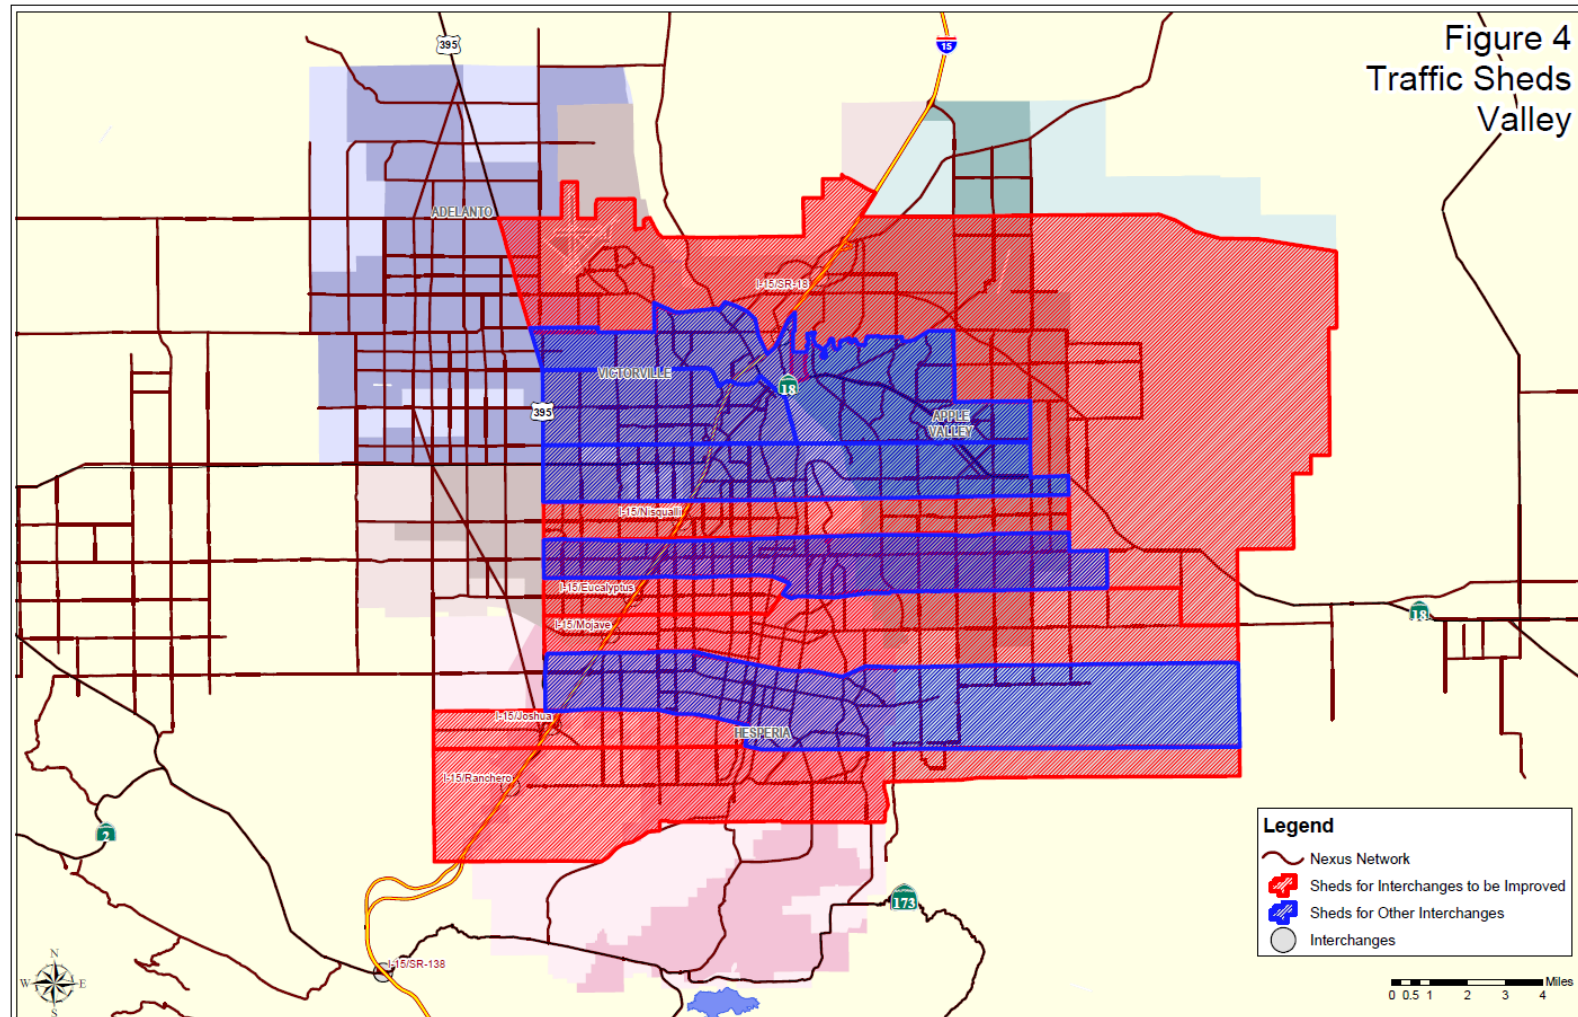 Figure 4
Traffic Sheds
Valley
395
15
ADELANTO
I-15/SR-18
VICTORVILLE
18
395
APPLE
VALLEY
I-15/Nisqualli
I-15/Eucalyptus
I-15/Mojave
18
I-15/Joshua
HESPERIA
I-15/Ranchero
2
173
I-15/SR-138
Legend
Nexus Network
Sheds for Interchanges to be Improved
Sheds for Other Interchanges
Interchanges
N
W E
S
Miles
0 0.5 1 2 3 4